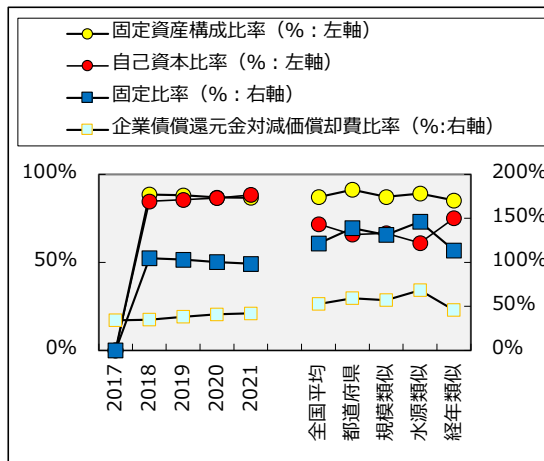 固定資産構成比率（%：左軸）
自己資本比率（%：左軸）
固定比率（%：右軸）
企業債償還元金対減価償却費比率（%:右軸）
100%
50%
0%
200%
150%
100%
50%
0%
2017
2018
2019
2020
2021
全国平均
都道府県
規模類似
水源類似
経年類似